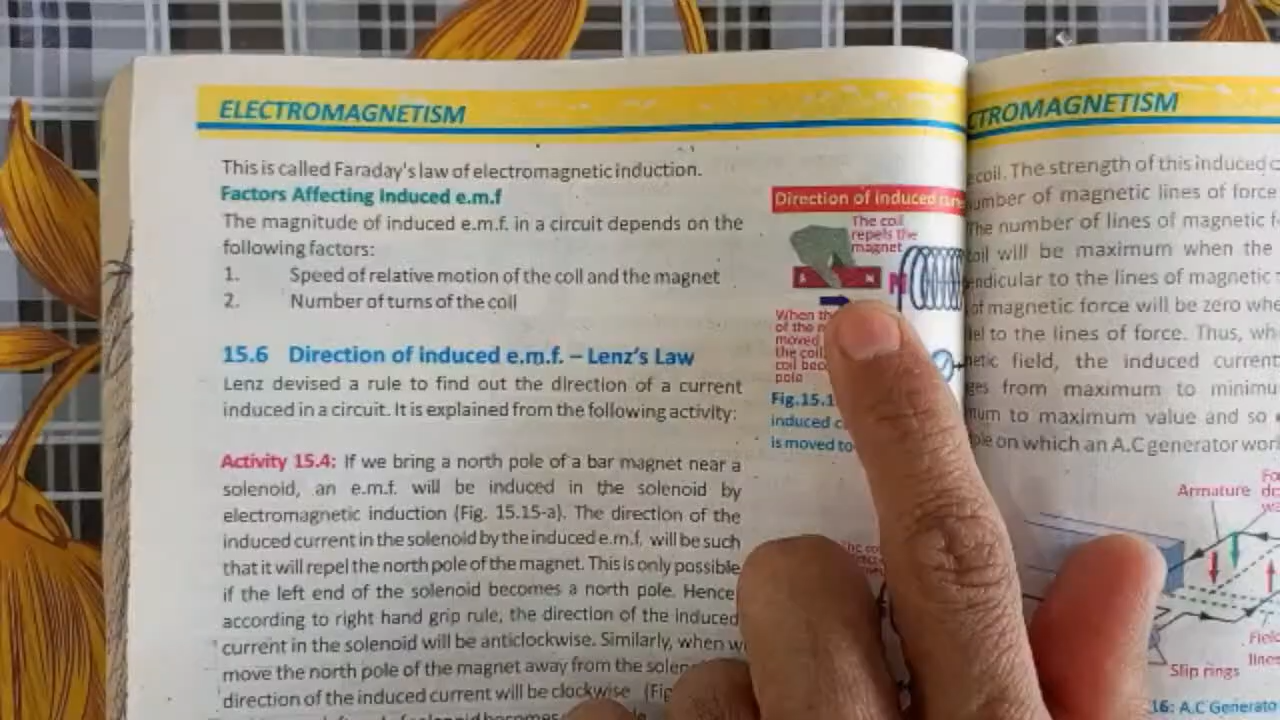 ELECTROMAGNETISM
This is called Faraday's law of electromagnetic induction.
Factors Affecting Induced e.m.f
The magnitude of induced e.m.f. in a circuit depends on the
following factors:
1. Speed of relative motion of the coil and the magnet
2. Number of turns of the coil
15.6 Direction of induced e.m.f. – Lenz's Law
Lenz devised a rule to find out the direction of a current
induced in a circuit. It is explained from the following activity:
Activity 15.4: If we bring a north pole of a bar magnet near a
solenoid, an e.m.f. will be induced in the solenoid by
electromagnetic induction (Fig. 15.15-a). The direction of the
induced current in the solenoid by the induced e.m.f. will be such
that it will repel the north pole of the magnet. This is only possible
if the left end of the solenoid becomes a north pole. Hence
according to right hand grip rule, the direction of the induced
current in the solenoid will be anticlockwise. Similarly, when
move the north pole of the magnet away from the
direction of the induced current will be clockwise
Direction of induced
The coil
repels the
magnet
S N N
When
of the
moved
the coil
coil
pole
Fig.15.1
induced
is moved to
CTROMAGNETISM
coil. The strength of this induced
number of magnetic lines of force
The number of lines of magnetic
coil will be maximum when the
to the lines of magnetic
of magnetic force will be zero
to the lines of force. Thus,
field, the induced current
from maximum to minimu
to maximum value and so
on which an A.C generator
Armature
Field
lines
Slip rings
16: A.C Generato